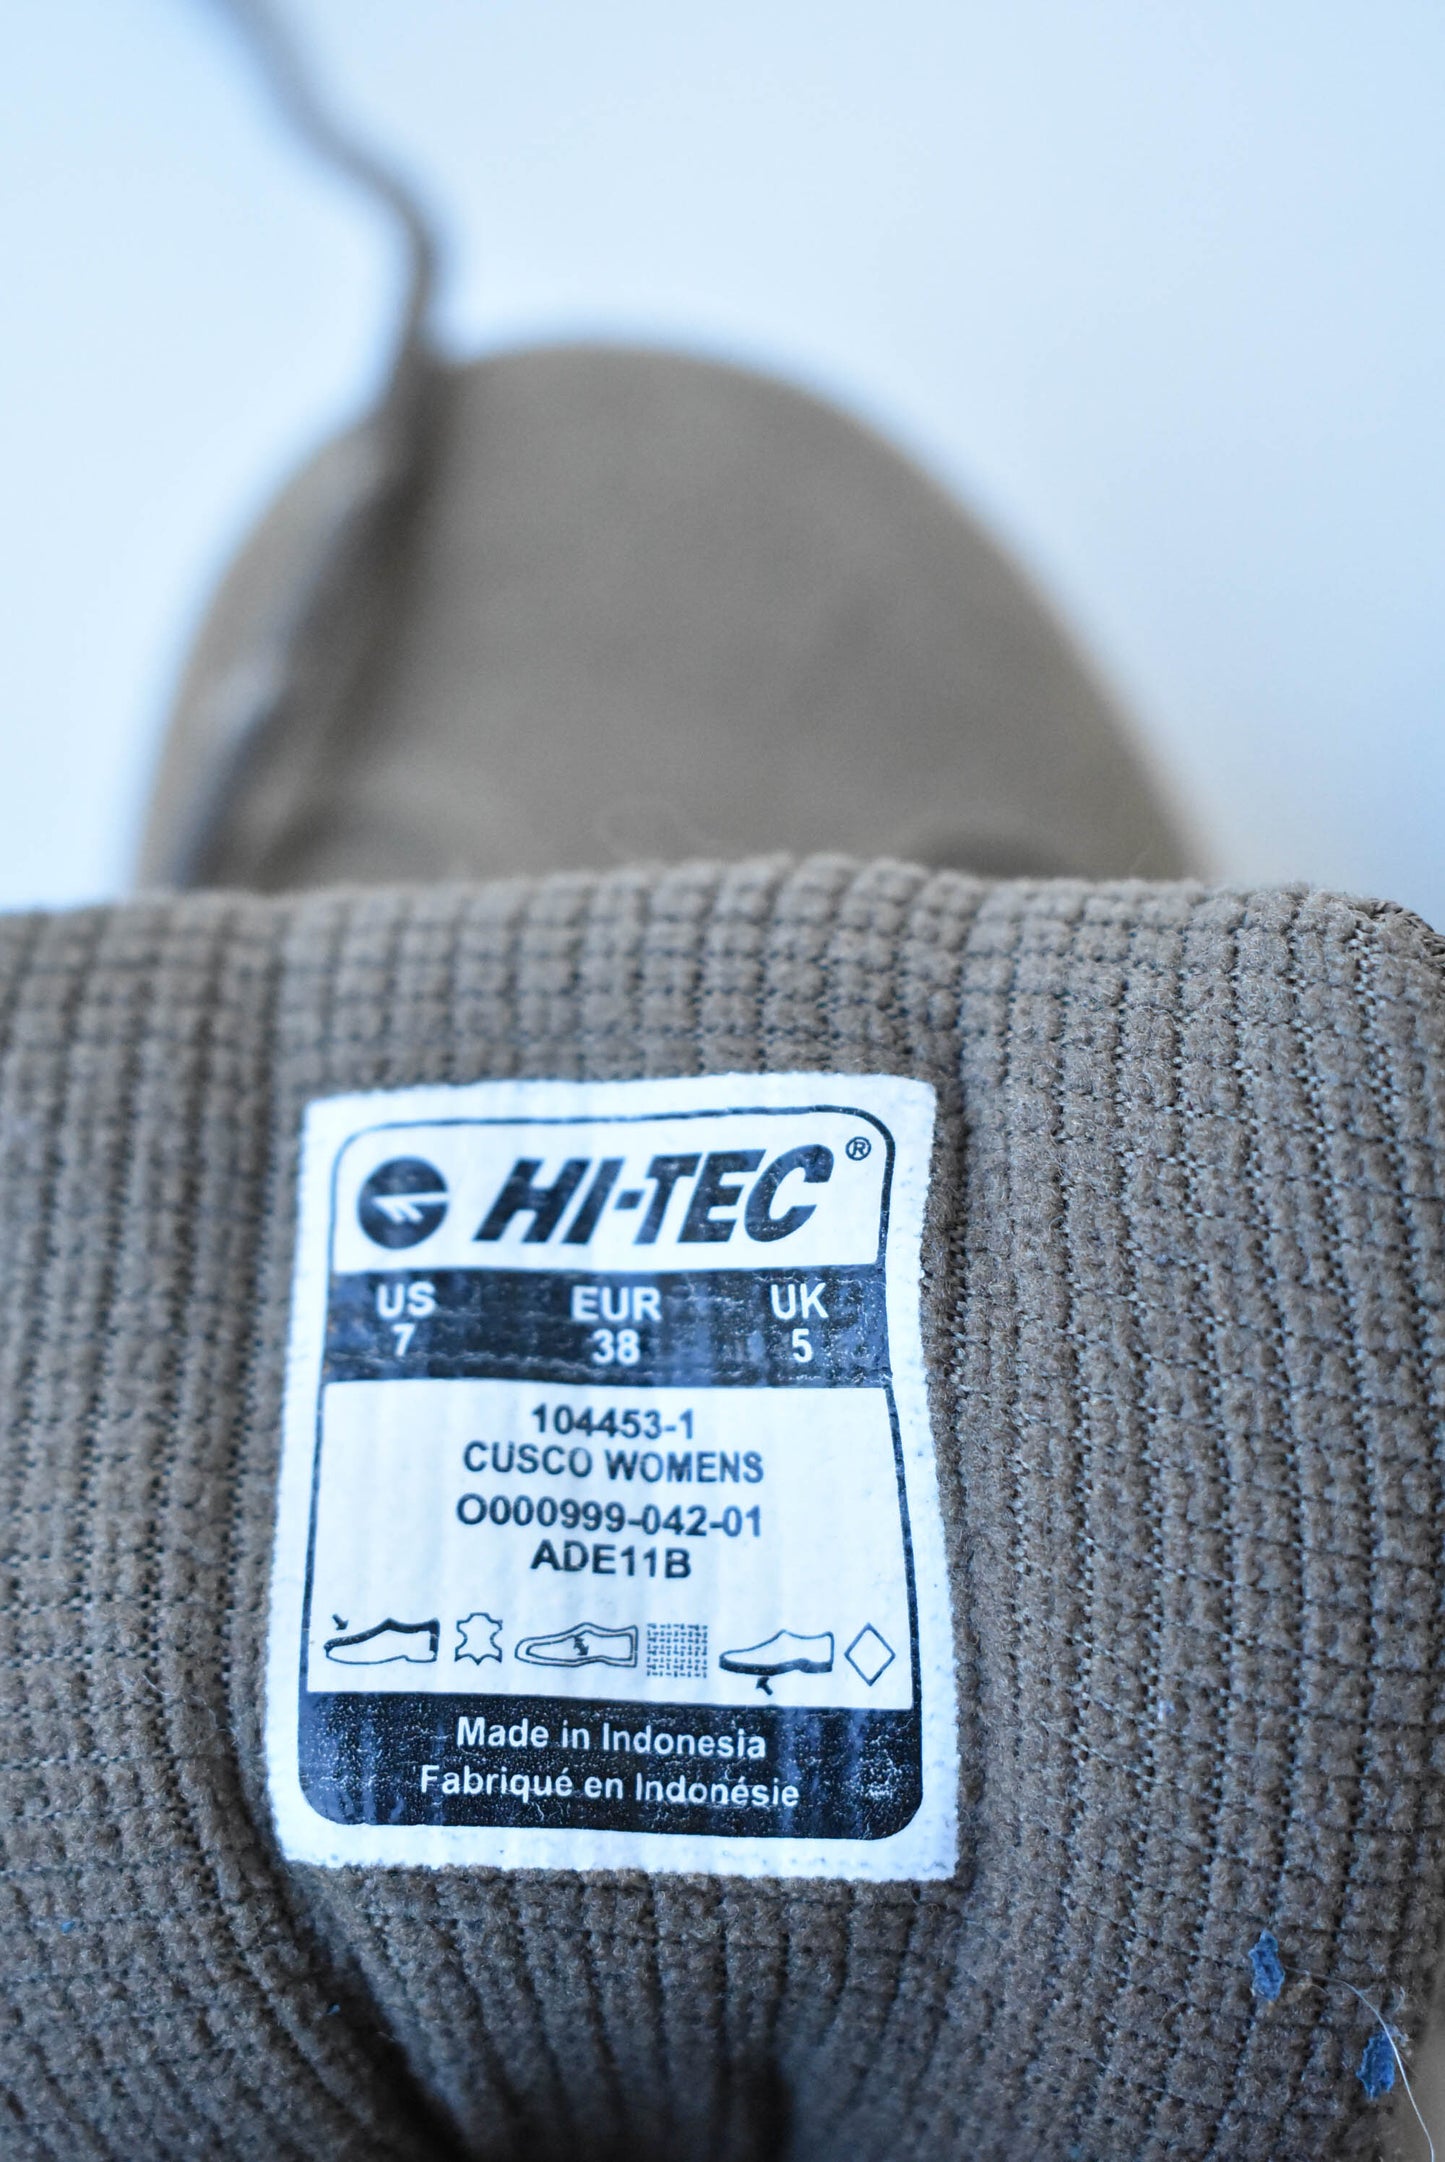 HI-TEC®
US EUR UK
7 38 5
104453-1
CUSCO WOMENS
O000999-042-01
ADE11B
Made in Indonesia
Fabriqué en Indonésie